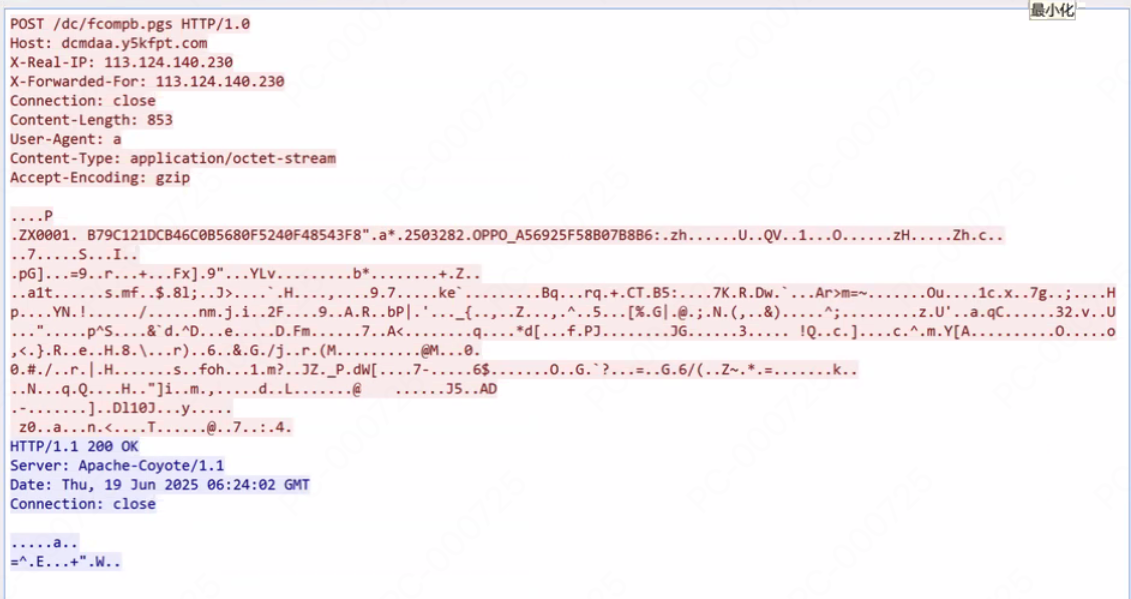 最小化
POST /dc/fcompb.pgs HTTP/1.0
Host: dcmdaa.y5kfpt.com
X-Real-IP: 113.124.140.230
X-Forwarded-For: 113.124.140.230
Connection: close
Content-Length: 853
User-Agent: a
Content-Type: application/octet-stream
Accept-Encoding: gzip
....P
.ZX0001. B79C121DCB46C0B5680F5240F48543F8".a*.2503282.OPPO_A56925F58B07B8B6:.zh......U..QV..1...O......zH.....Zh.c..
..7.....S...I..
.pG]...=9..r...+...Fx].9"...YLv.........b*........+.Z..
..a1t......s.mf..$.8l;..J>....`.H....,....9.7.....ke`.........Bq...rq.+.CT.B5:....7K.R.Dw.`...Ar>m=~.......Ou....1c.x..7g..;....H
p....YN.!....../......nm.j.i..2F....9..A.R..bP|.'..._{..,..Z...,.^..5...[%.G|.@.;.N.(,..&).....^;.........z.U'..a.qC......32.v..U
...".....p^S....&`d.^D...e.....D.Fm......7..A<........q....*d[...f.PJ.......JG......3..... !Q..c.]....c.^.m.Y[A..........O.....o
,<.}.R..e..H.8.\...r)..6..&.G./j..r.(M..........@M...0.
0.#./..r.|.H.......s..foh...1.m?..JZ._P.dW[....7-.....6$.......O..G.`?...=..G.6/(..Z~.*.=.......k..
..N...q.Q....H.."]i..m.,.....d..L.......@    ......J5..AD
.-.......]..Dl10J...y.....
 z0..a...n.<....T......@..7..:.4.
HTTP/1.1 200 OK
Server: Apache-Coyote/1.1
Date: Thu, 19 Jun 2025 06:24:02 GMT
Connection: close
.....a..
=^.E...+".W..
PC-000725